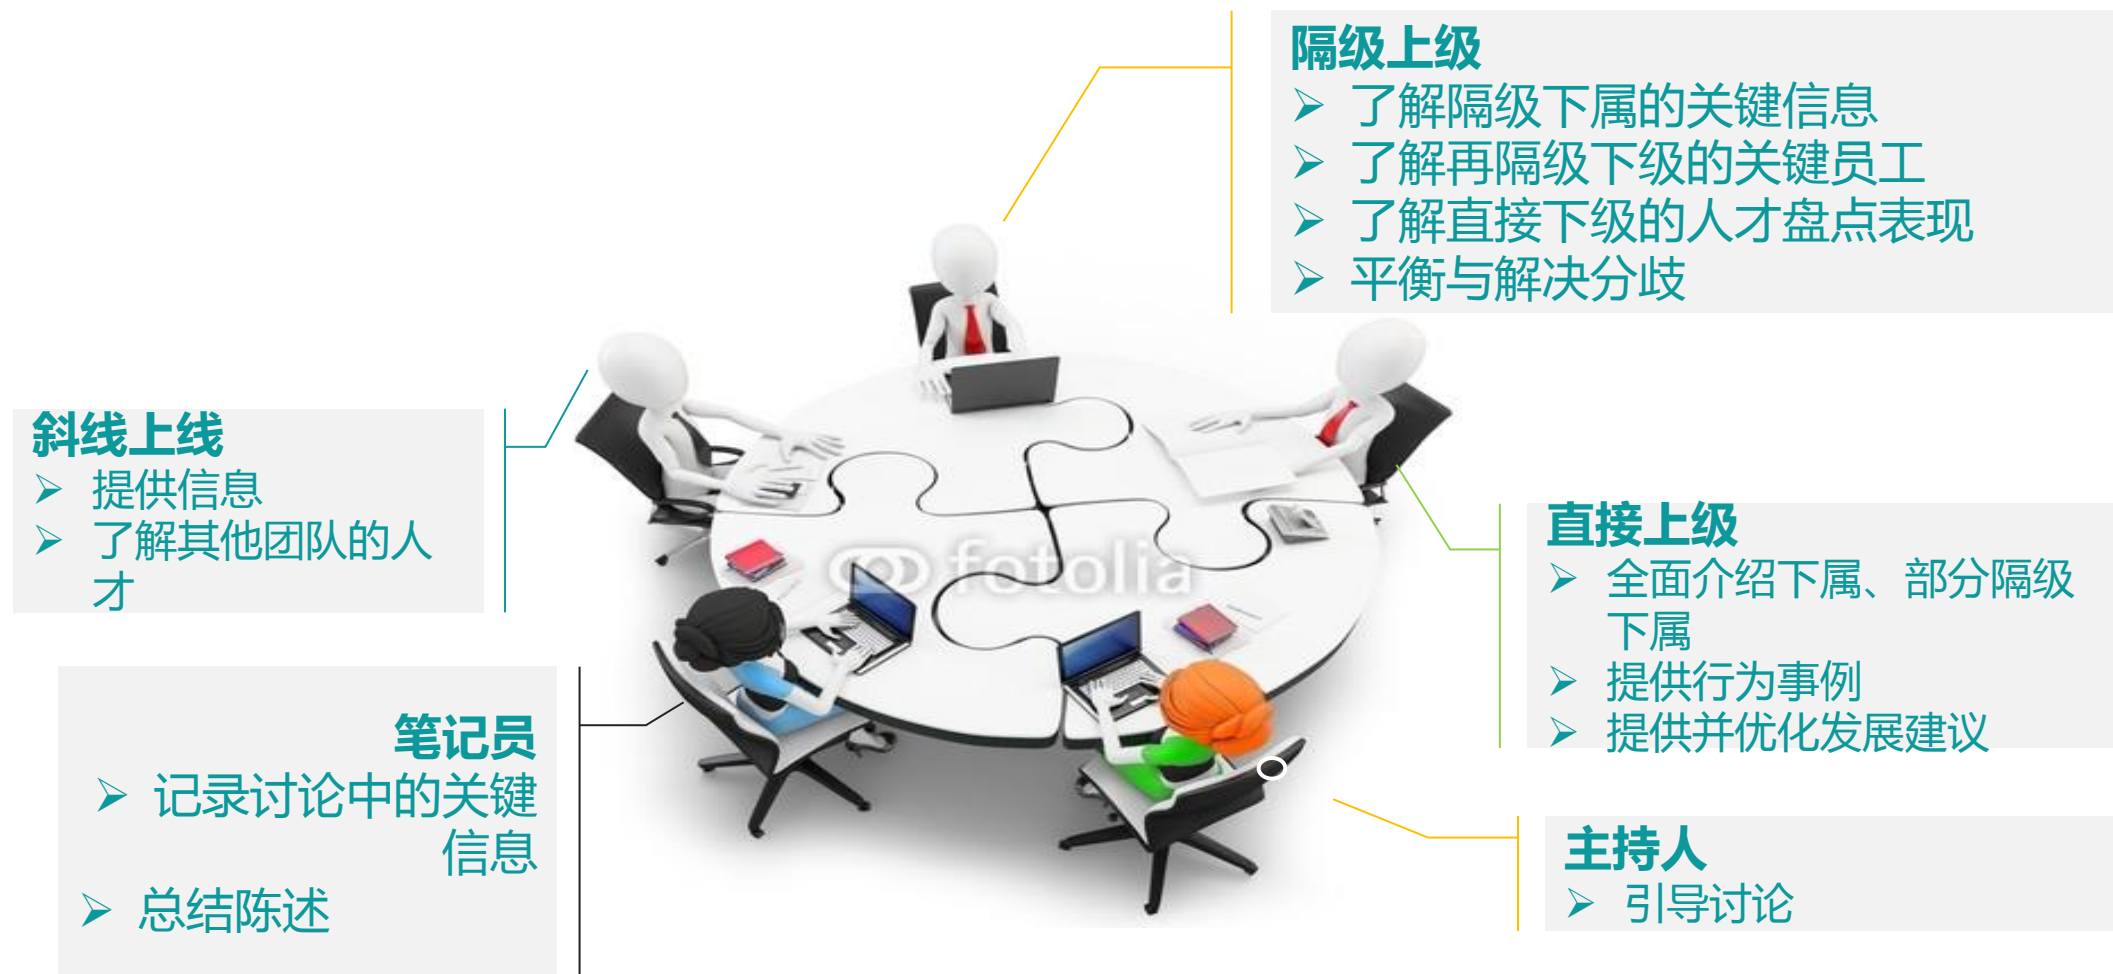 隔级上级
➢ 了解隔级下属的关键信息
➢ 了解再隔级下级的关键员工
➢ 了解直接下级的人才盘点表现
➢ 平衡与解决分歧
斜线上线
➢ 提供信息
➢ 了解其他团队的人
才
直接上级
➢ 全面介绍下属、部分隔级
下属
➢ 提供行为事例
➢ 提供并优化发展建议
笔记员
➢ 记录讨论中的关键
信息
➢ 总结陈述
主持人
➢ 引导讨论
fotolia